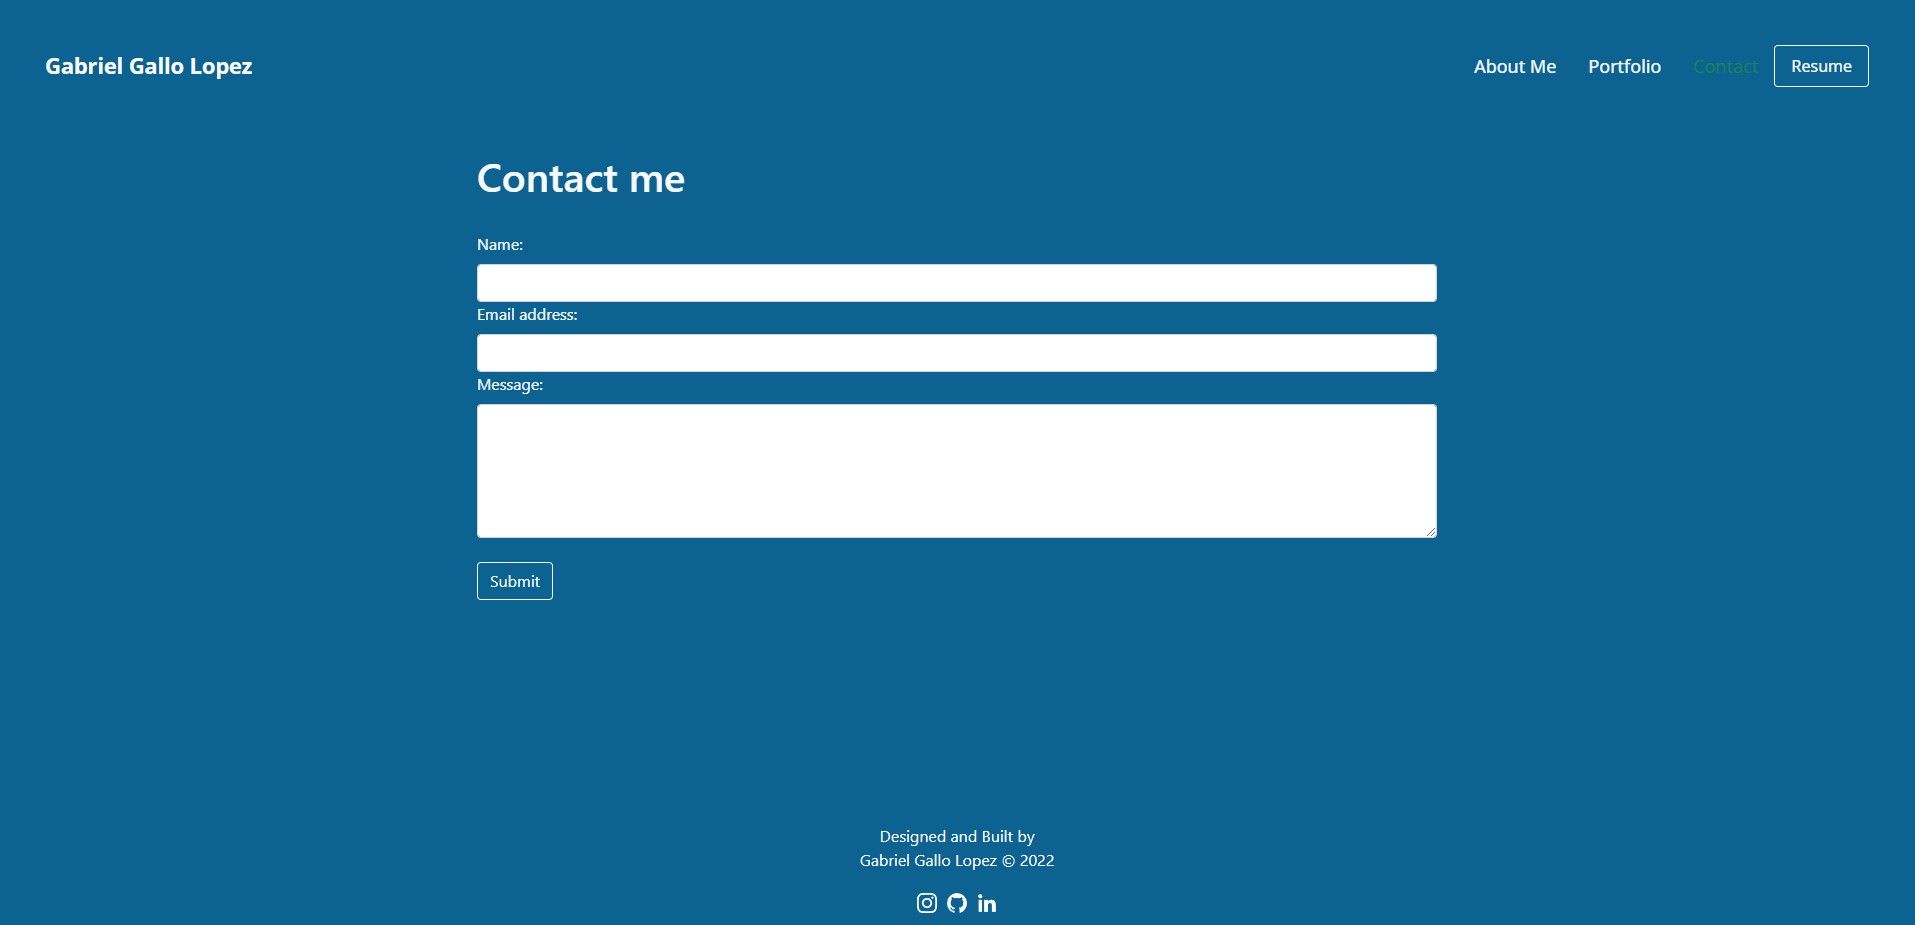 Gabriel Gallo Lopez
About Me
Portfolio
Contact
Resume
Contact me
Name:
Email address:
Message:
Submit
Designed and Built by
Gabriel Gallo Lopez © 2022